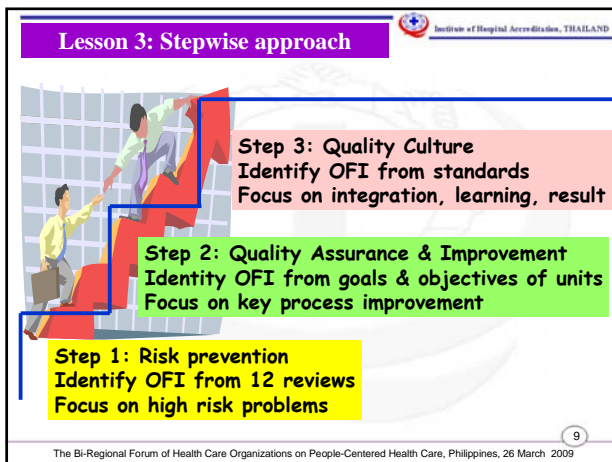 Institute of Hospital Accreditation, THAILAND
Lesson 3: Stepwise approach
Step 3: Quality Culture
Identify OFI from standards
Focus on integration, learning, result
Step 2: Quality Assurance & Improvement
Identity OFI from goals & objectives of units
Focus on key process improvement
Step 1: Risk prevention
Identify OFI from 12 reviews
Focus on high risk problems
9
The Bi-Regional Forum of Health Care Organizations on People-Centered Health Care, Philippines, 26 March 2009